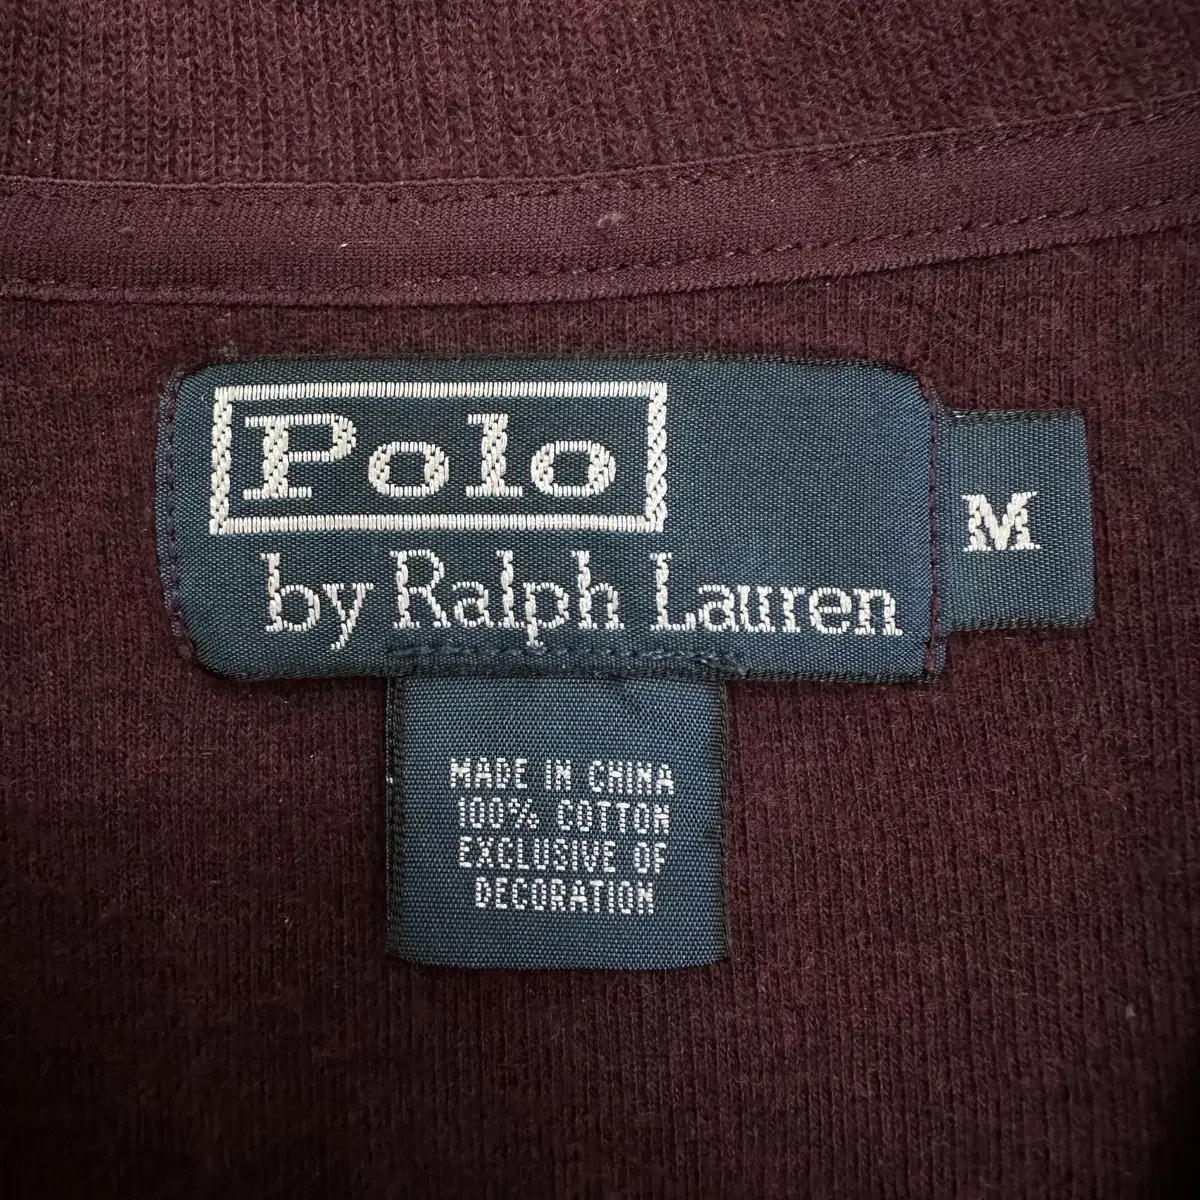 Polo
by Ralph Lauren
M
MADE IN CHINA
100% COTTON
EXCLUSIVE OF
DECORATION